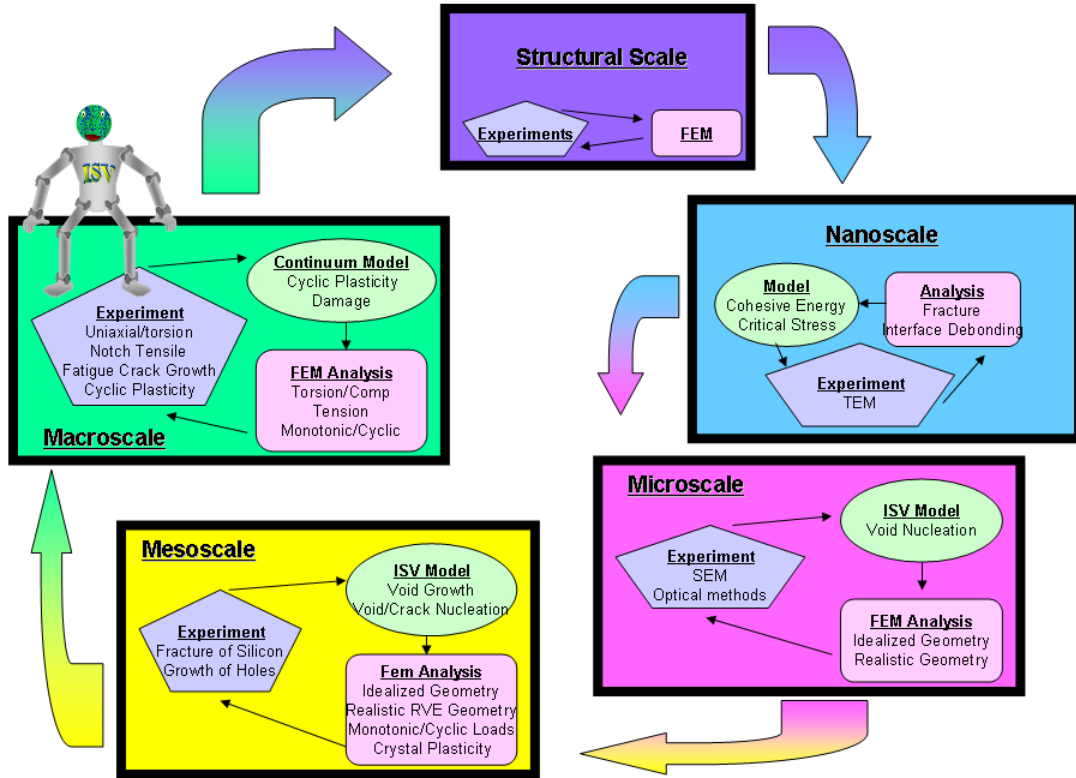 Structural Scale
Experiments
FEM
ISV
Nanoscale
Model
Cohesive Energy
Critical Stress
Analysis
Fracture
Interface Debonding
Experiment
TEM
Continuum Model
Cyclic Plasticity
Damage
Experiment
Uniaxial/torsion
Notch Tensile
Fatigue Crack Growth
Cyclic Plasticity
FEM Analysis
Torsion/Comp
Tension
Monotonic/Cyclic
Macroscale
Microscale
ISV Model
Void Nucleation
Experiment
SEM
Optical methods
FEM Analysis
Idealized Geometry
Realistic Geometry
Mesoscale
ISV Model
Void Growth
Void/Crack Nucleation
Experiment
Fracture of Silicon
Growth of Holes
Fem Analysis
Idealized Geometry
Realistic RVE Geometry
Monotonic/Cyclic Loads
Crystal Plasticity